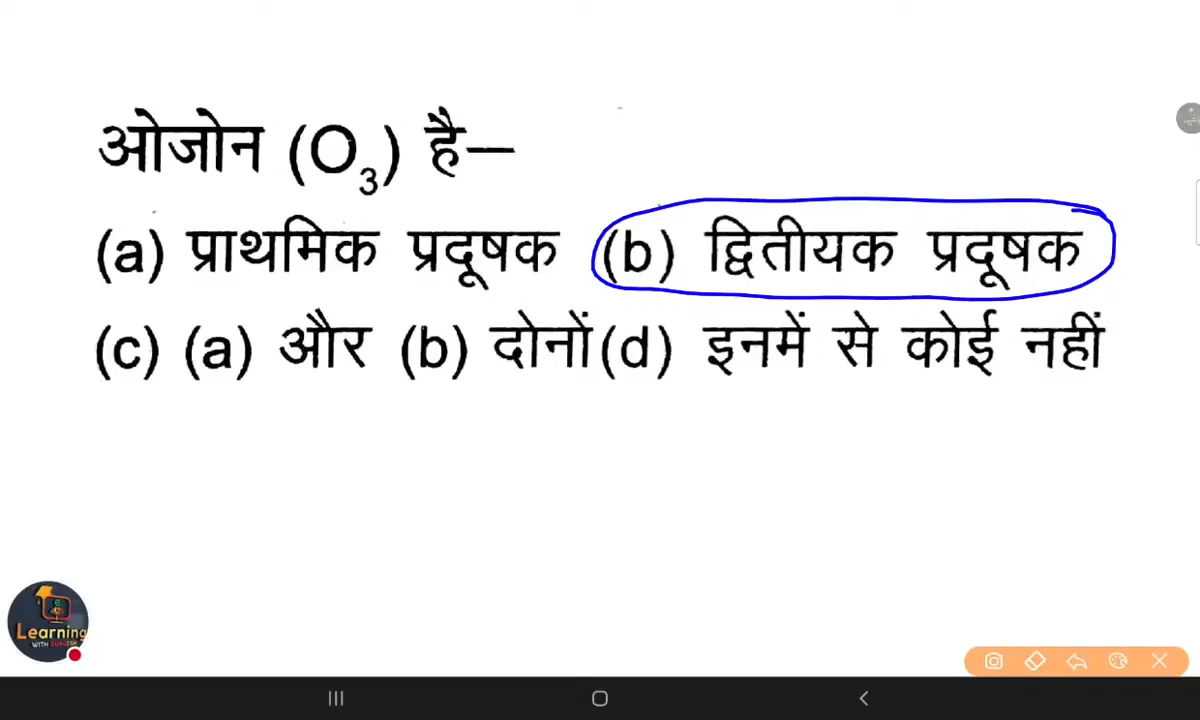 ओजोन (O₃) है—
(a) प्राथमिक प्रदूषक (b) द्वितीयक प्रदूषक
(c) (a) और (b) दोनों (d) इनमें से कोई नहीं
Learning